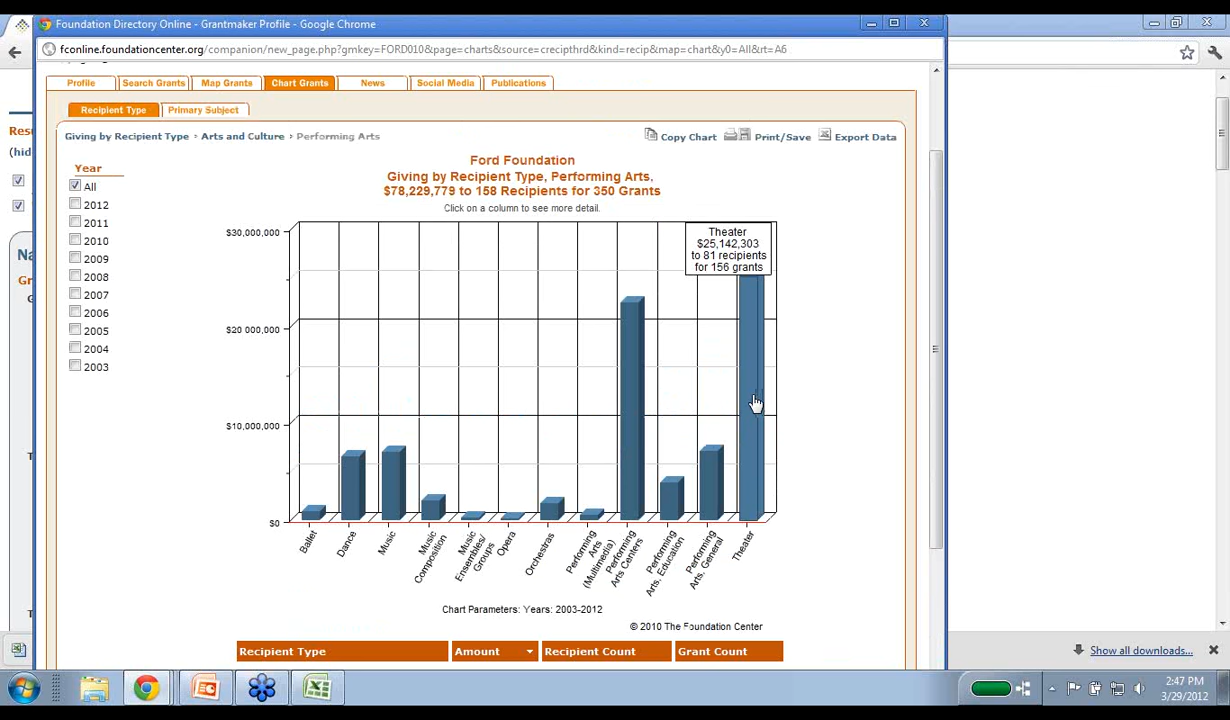 Foundation Directory Online - Grantmaker Profile - Google Chrome
fconline.foundationcenter.org/companion/new_page.php?gmkey=FORD010&page=charts&source=crecipthrd&kind=recip&map=chart&y0=All&rt=A6
Profile
Search Grants
Map Grants
Chart Grants
News
Social Media
Publications
Recipient Type
Primary Subject
Giving by Recipient Type › Arts and Culture › Performing Arts
Copy Chart
Print/Save
Export Data
Year
All
2012
2011
2010
2009
2008
2007
2006
2005
2004
2003
Ford Foundation
Giving by Recipient Type, Performing Arts,
$78,229,779 to 158 Recipients for 350 Grants
Click on a column to see more detail.
Theater
$25,142,303
to 81 recipients
for 156 grants
$30,000,000
$20 000,000
$10,000,000
$0
Ballet
Dance
Music
Music
Composition
Music
Ensembles/
Groups
Opera
Orchestras
Performing
Arts
(Multimedia)
Performing
Arts Centers
Performing
Arts, Education
Performing
Arts, General
Theater
Chart Parameters: Years: 2003-2012
© 2010 The Foundation Center
Recipient Type
Amount
Recipient Count
Grant Count
(hid
Show all downloads...
2:47 PM
3/29/2012